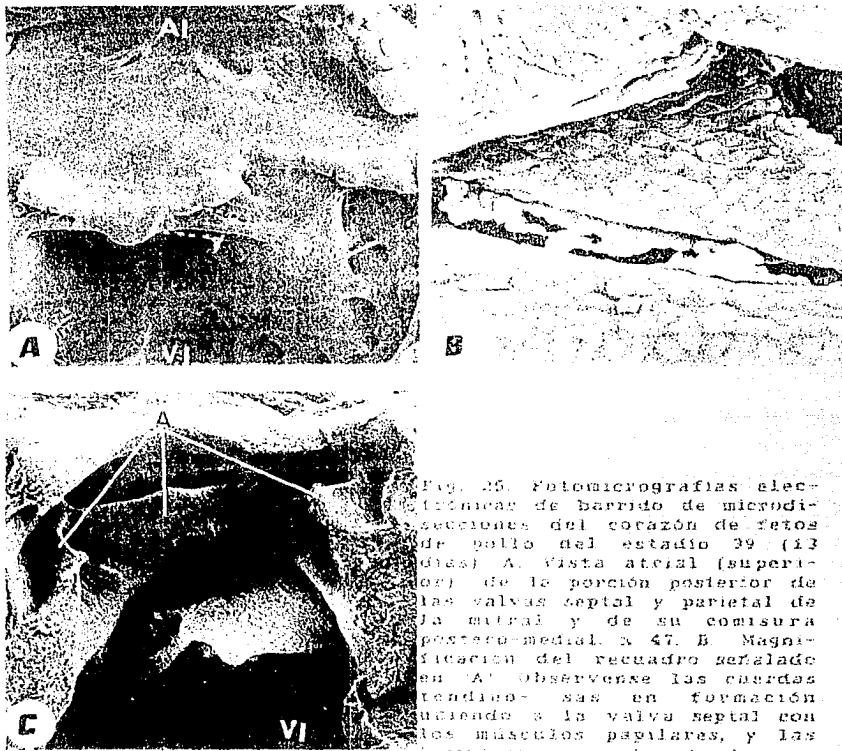 AI
A
VI
B
A
C
VI
Fig. 25. Fotomicrografías elec-
trónicas de barrido de microdi-
secciones del corazón de fetos
de pollo del estadío 39 (13
días) A. Vista atrial (superi-
or) de la porción posterior de
las valvas septal y parietal de
la mitral y de su comisura
postero-medial. x 47. B. Magni-
ficación del recuadro señalado
en 'A' Obsérvense las cuerdas
tendino- sas en formación
uniendo a la valva septal con
los músculos papilares, y las